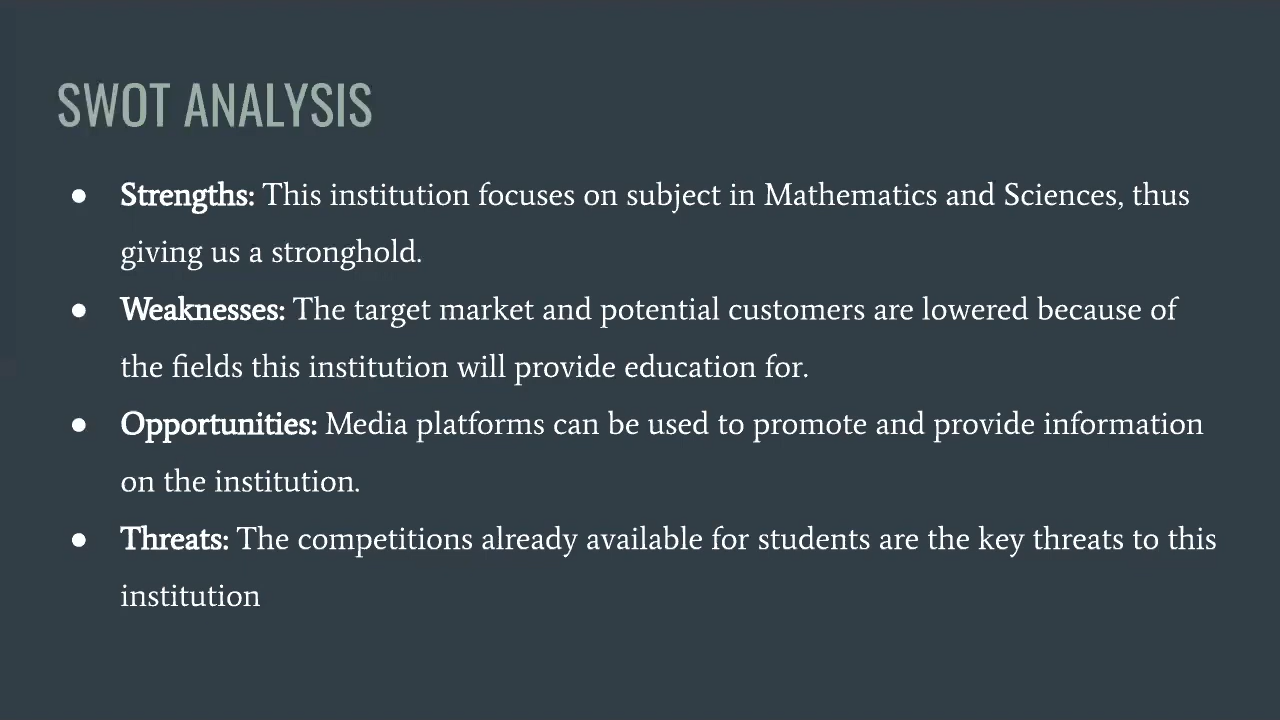 SWOT ANALYSIS
● Strengths: This institution focuses on subject in Mathematics and Sciences, thus
giving us a stronghold.
● Weaknesses: The target market and potential customers are lowered because of
the fields this institution will provide education for.
● Opportunities: Media platforms can be used to promote and provide information
on the institution.
● Threats: The competitions already available for students are the key threats to this
institution